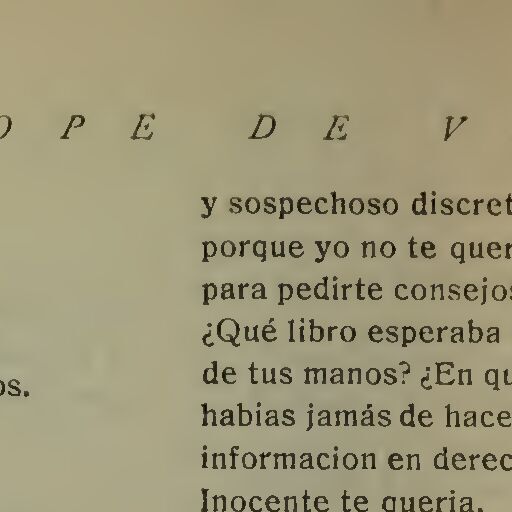 O P E D E V
y sospechoso discret
porque yo no te quer
para pedirte consejos
¿Qué libro esperaba
de tus manos? ¿En qu
os.
habias jamás de hace
informacion en derec
Inocente te queria,